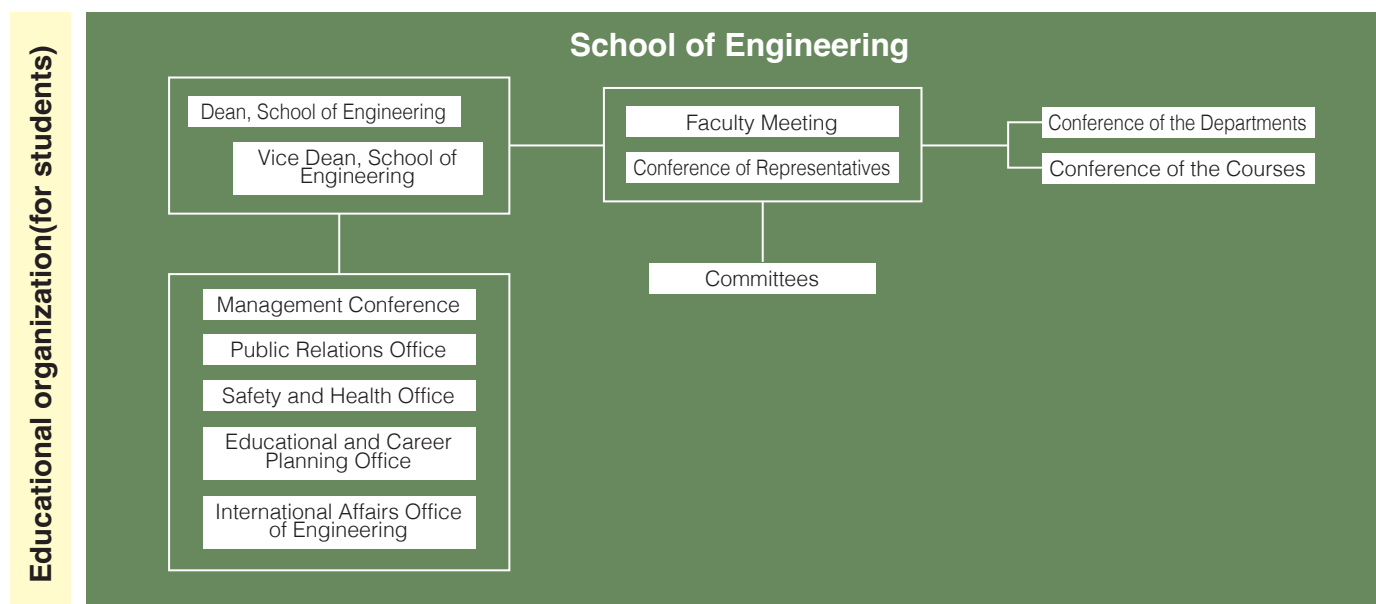 Educational organization(for students)
School of Engineering
Dean, School of Engineering
Vice Dean, School of
Engineering
Faculty Meeting
Conference of Representatives
Conference of the Departments
Conference of the Courses
Committees
Management Conference
Public Relations Office
Safety and Health Office
Educational and Career
Planning Office
International Affairs Office
of Engineering